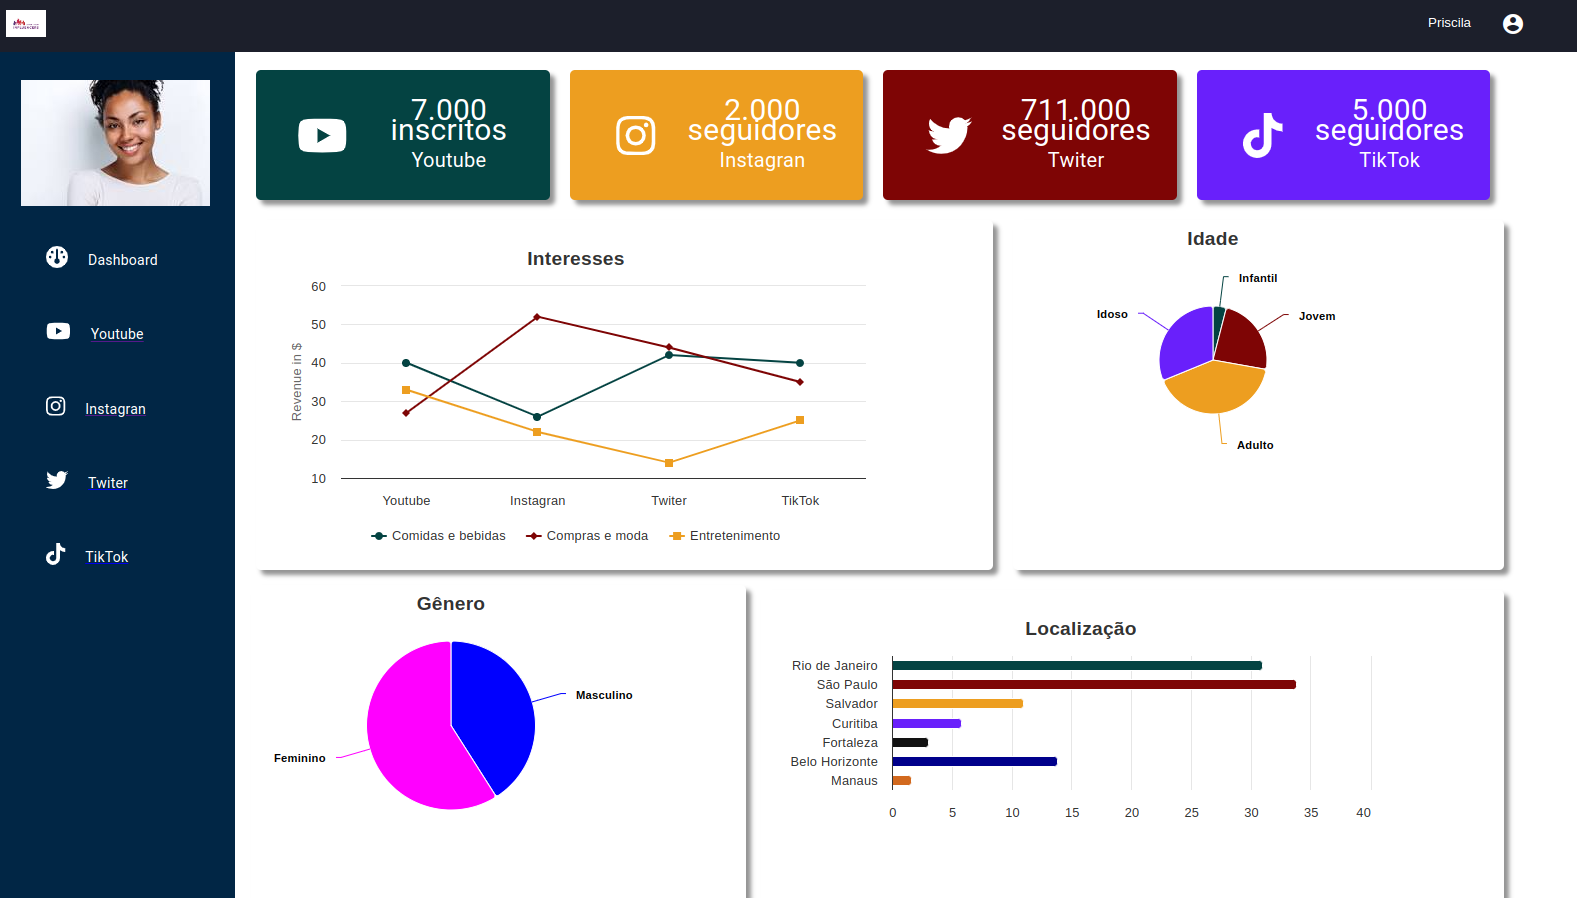 Priscila
Dashboard
Youtube
Instagran
Twiter
TikTok
7.000
inscritos
Youtube
2.000
seguidores
Instagran
711.000
seguidores
Twiter
5.000
seguidores
TikTok
Interesses
60
50
40
30
20
10
Revenue in $
Youtube Instagran Twiter TikTok
Comidas e bebidas Compras e moda Entretenimento
Idade
Infantil
Jovem
Idoso
Adulto
Gênero
Masculino
Feminino
Localização
Rio de Janeiro
São Paulo
Salvador
Curitiba
Fortaleza
Belo Horizonte
Manaus
0 5 10 15 20 25 30 35 40